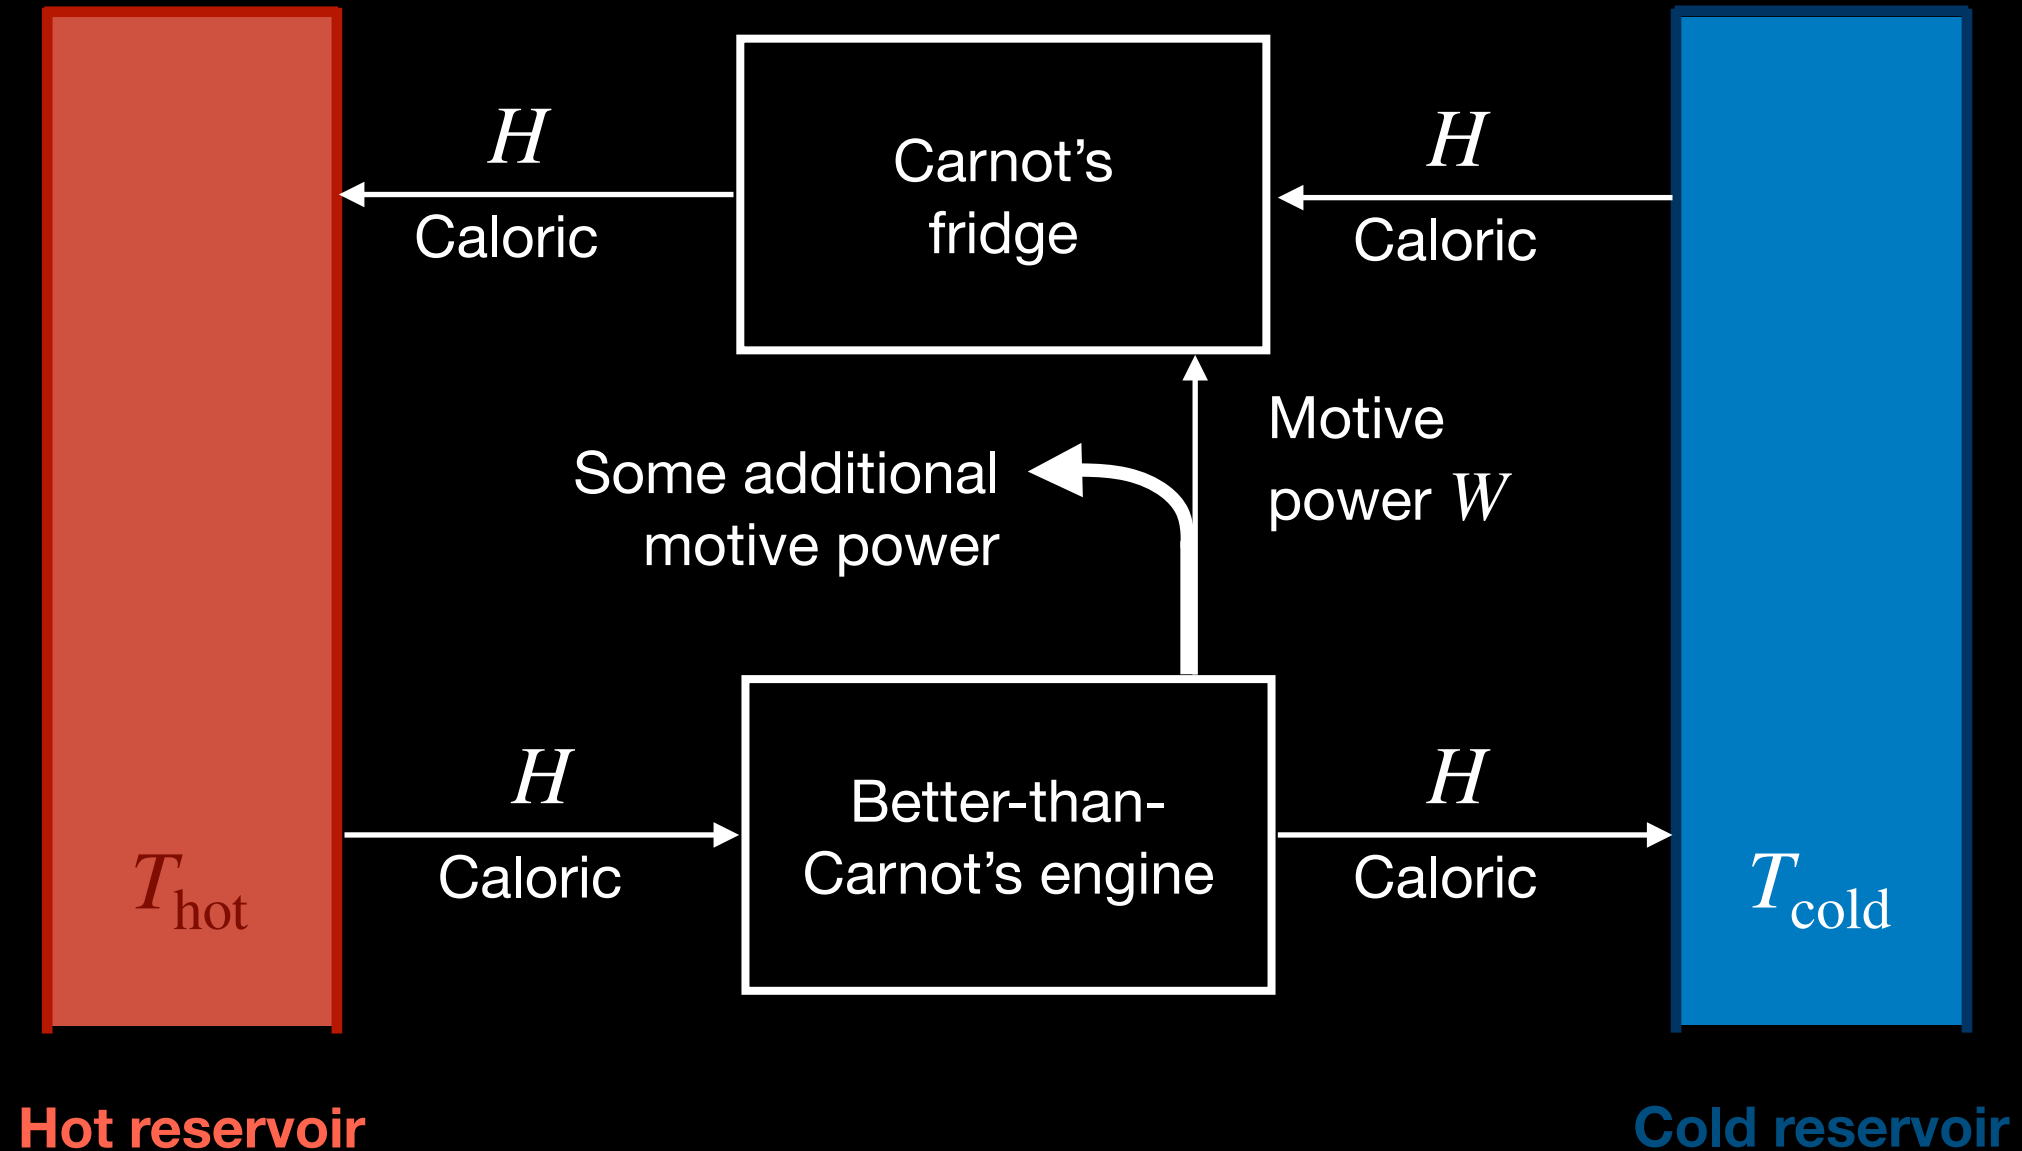 H
Caloric
Carnot’s
fridge
H
Caloric
Some additional
motive power
Motive
power W
H
Caloric
Better-than-
Carnot’s engine
H
Caloric
T_hot
T_cold
Hot reservoir
Cold reservoir